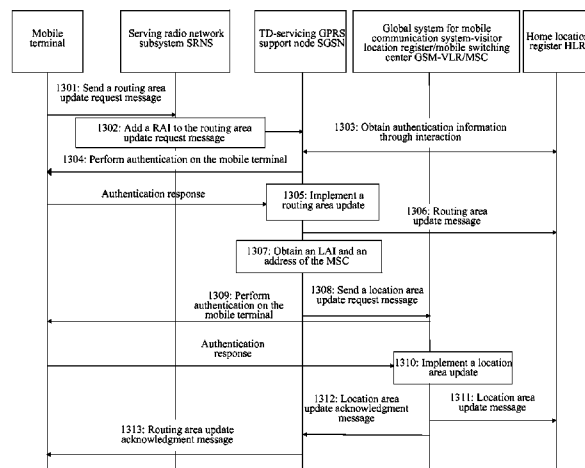 Mobile
terminal
Serving radio network
subsystem SRNS
TD-servicing GPRS
support node SGSN
Global system for mobile
communication system-visitor
location register/mobile switching
center GSM-VLR/MSC
Home location
register HLR
1301: Send a routing area
update request message
1302: Add a RAI to the routing area
update request message
1303: Obtain authentication information
through interaction
1304: Perform authentication on the mobile terminal
Authentication response
1305: Implement a
routing area update
1306: Routing area
update message
1307: Obtain an LAI and an
address of the MSC
1308: Send a location area
update request message
1309: Perform
authentication on the
mobile terminal
Authentication
response
1310: Implement a location
area update
1312: Location area
update acknowledgment
message
1311: Location area
update message
1313: Routing area update
acknowledgment message